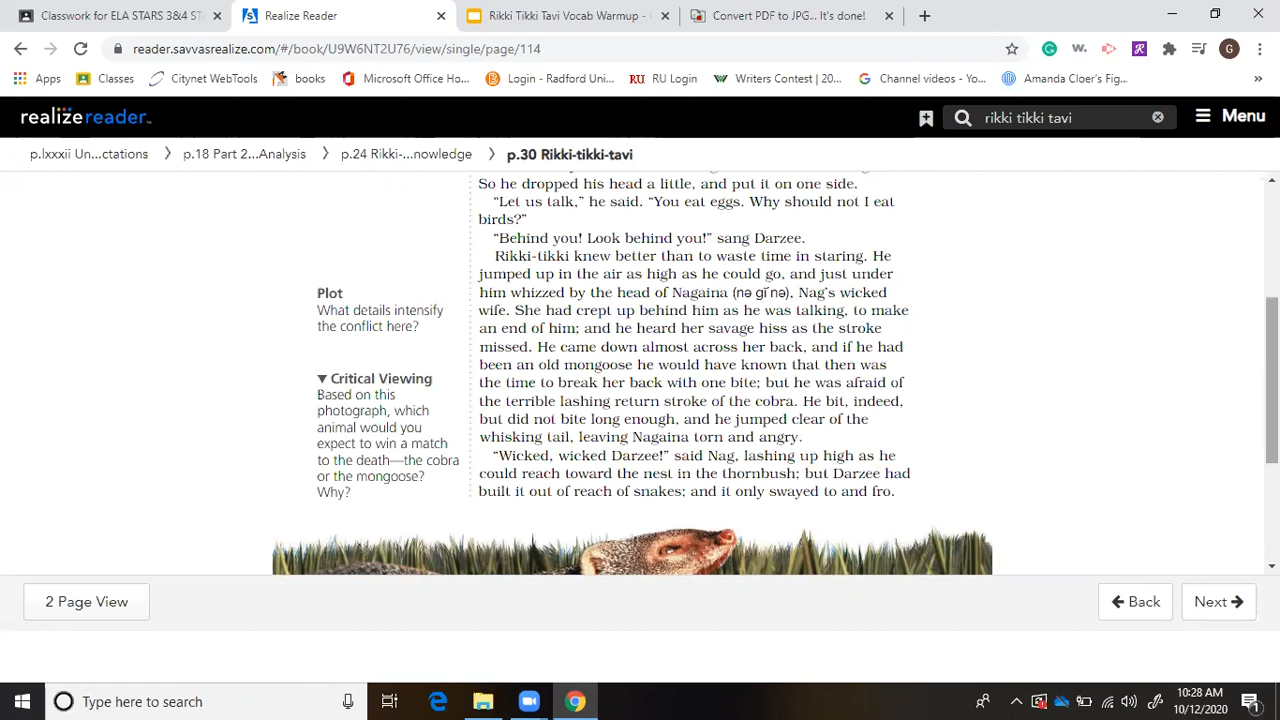 Classwork for ELA STARS 3&4 ST
Realize Reader
Rikki Tikki Tavi Vocab Warmup - G
Convert PDF to JPG... It's done!
reader.savvasrealize.com/#/book/U9W6NT2U76/view/single/page/114
Apps
Classes
Citynet WebTools
books
Microsoft Office Ho...
Login - Radford Uni...
RU Login
Writers Contest | 20...
Channel videos - Yo...
Amanda Cloer's Fig...
»
realizereader™
rikki tikki tavi
Menu
p.lxxxii Un...ctations
p.18 Part 2...Analysis
p.24 Rikki-...nowledge
p.30 Rikki-tikki-tavi
So he dropped his head a little, and put it on one side.
“Let us talk,” he said. “You eat eggs. Why should not I eat
birds?”
“Behind you! Look behind you!” sang Darzee.
Rikki-tikki knew better than to waste time in staring. He
jumped up in the air as high as he could go, and just under
him whizzed by the head of Nagaina (nə gī´nə), Nag’s wicked
wife. She had crept up behind him as he was talking, to make
an end of him; and he heard her savage hiss as the stroke
missed. He came down almost across her back, and if he had
been an old mongoose he would have known that then was
the time to break her back with one bite; but he was afraid of
the terrible lashing return stroke of the cobra. He bit, indeed,
but did not bite long enough, and he jumped clear of the
whisking tail, leaving Nagaina torn and angry.
“Wicked, wicked Darzee!” said Nag, lashing up high as he
could reach toward the nest in the thornbush; but Darzee had
built it out of reach of snakes; and it only swayed to and fro.
Plot
What details intensify
the conflict here?
▼ Critical Viewing
Based on this
photograph, which
animal would you
expect to win a match
to the death—the cobra
or the mongoose?
Why?
2 Page View
Back
Next
Type here to search
10:28 AM
10/12/2020